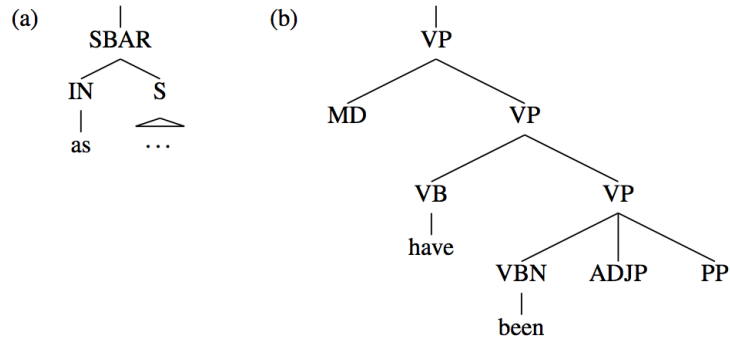 (a) (b)
SBAR VP
IN S MD VP
as ... VB VP
have VBN ADJP PP
been